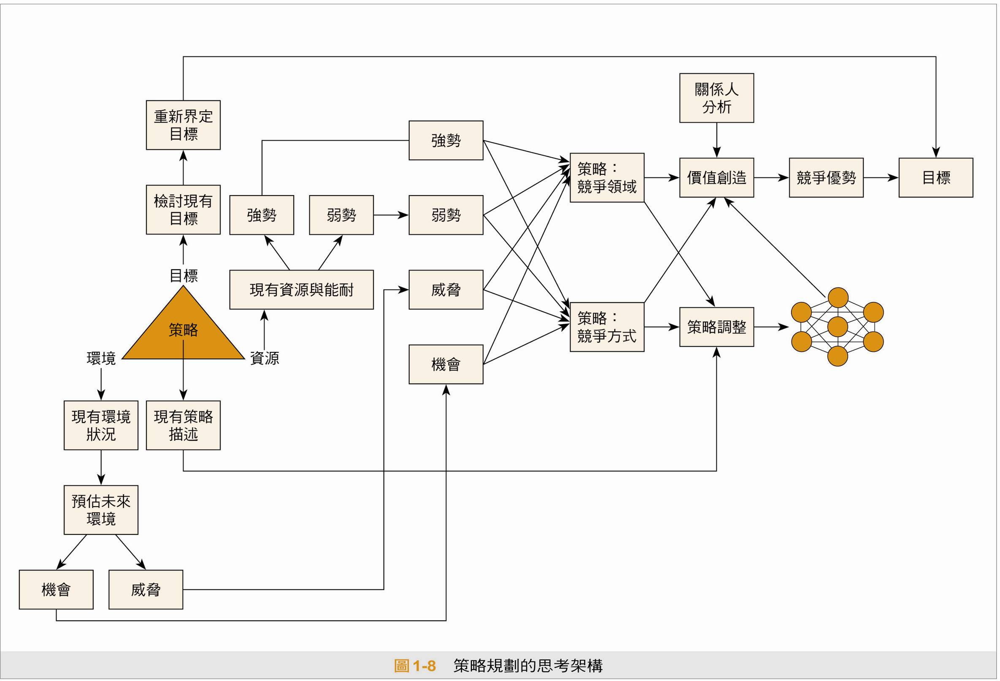 關係人
分析
重新界定
目標
強勢
策略：
競爭領域
價值創造
競爭優勢
目標
檢討現有
目標
強勢
弱勢
弱勢
目標
現有資源與能耐
威脅
策略
策略：
競爭方式
策略調整
環境
資源
機會
現有環境
狀況
現有策略
描述
預估未來
環境
機會
威脅
圖 1-8 策略規劃的思考架構